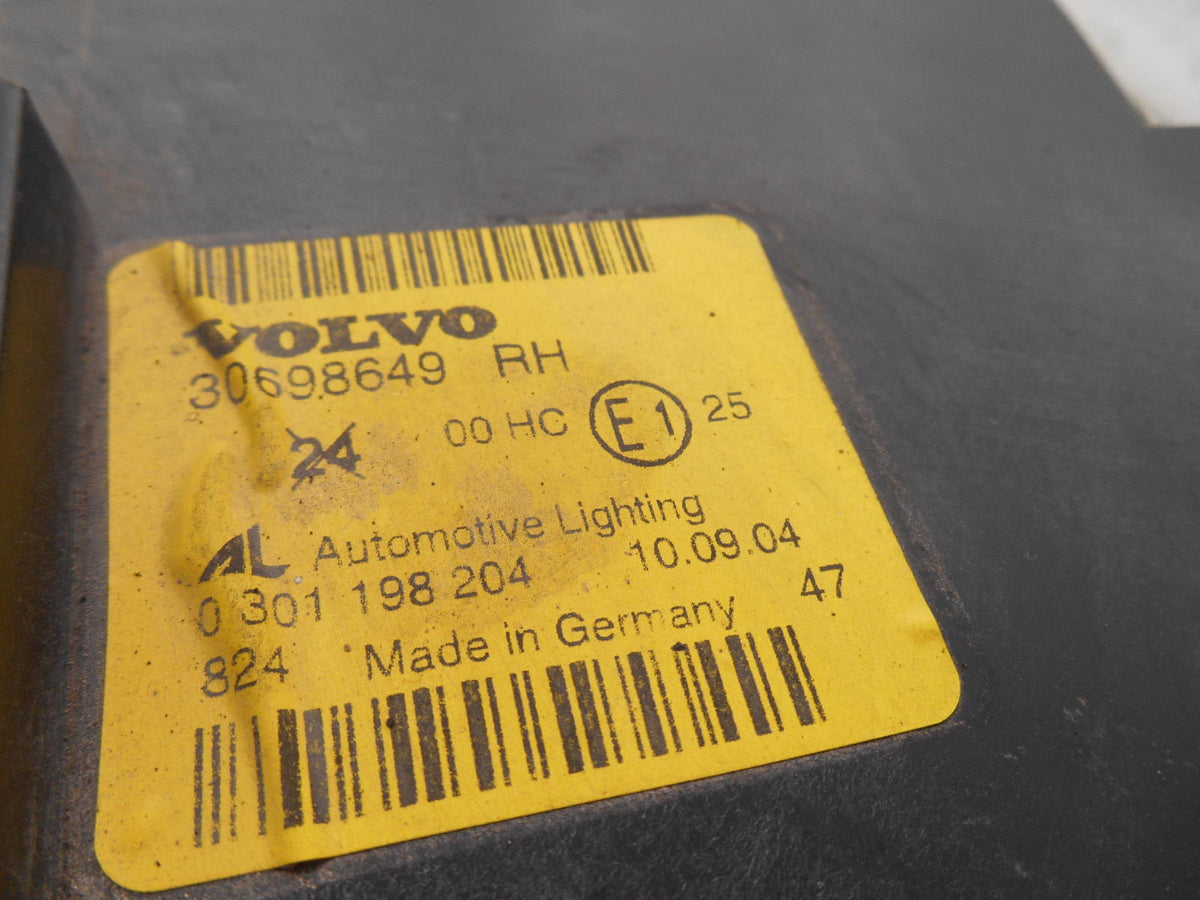 VOLVO
30698649 RH
24 00 HC E1 25
AL Automotive Lighting
0 301 198 204 10.09.04
824 Made in Germany 47